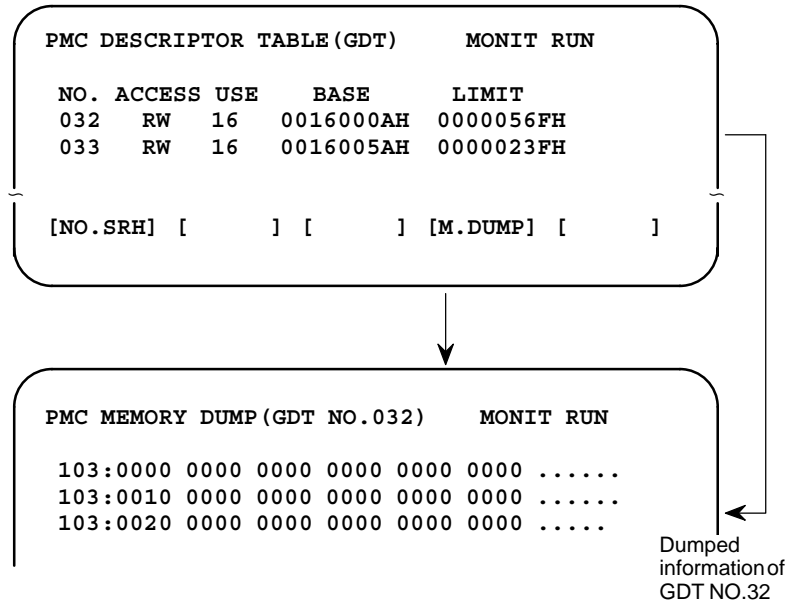 PMC DESCRIPTOR TABLE(GDT) MONIT RUN
NO. ACCESS USE BASE LIMIT
032 RW 16 0016000AH 0000056FH
033 RW 16 0016005AH 0000023FH
[NO.SRH] [ ] [ ] [M.DUMP] [ ]
PMC MEMORY DUMP(GDT NO.032) MONIT RUN
103:0000 0000 0000 0000 0000 0000 ......
103:0010 0000 0000 0000 0000 0000 ......
103:0020 0000 0000 0000 0000 0000 .....
Dumped
information of
GDT NO.32